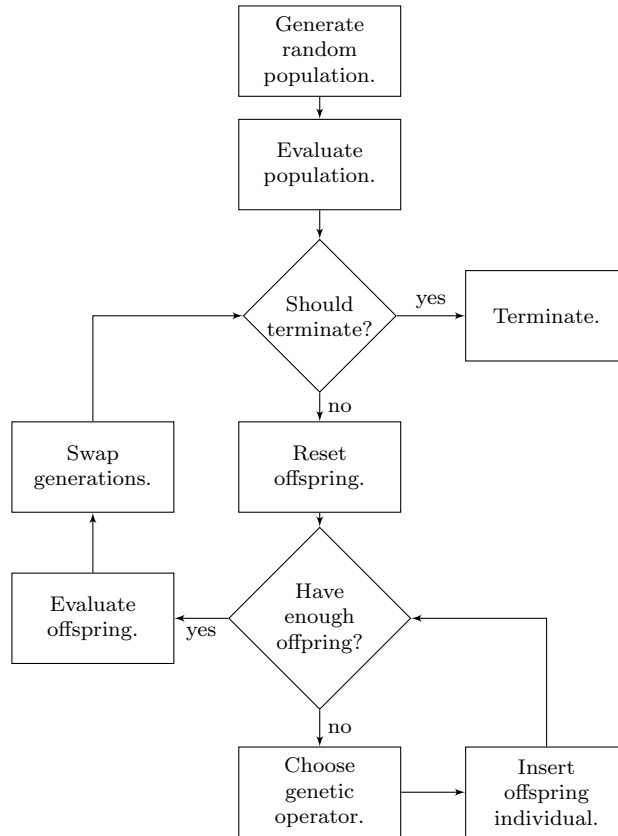 Generate
random
population.
Evaluate
population.
Should
terminate?
yes
Terminate.
no
Swap
generations.
Reset
offspring.
Evaluate
offspring.
yes
Have
enough
offpring?
no
Choose
genetic
operator.
Insert
offspring
individual.